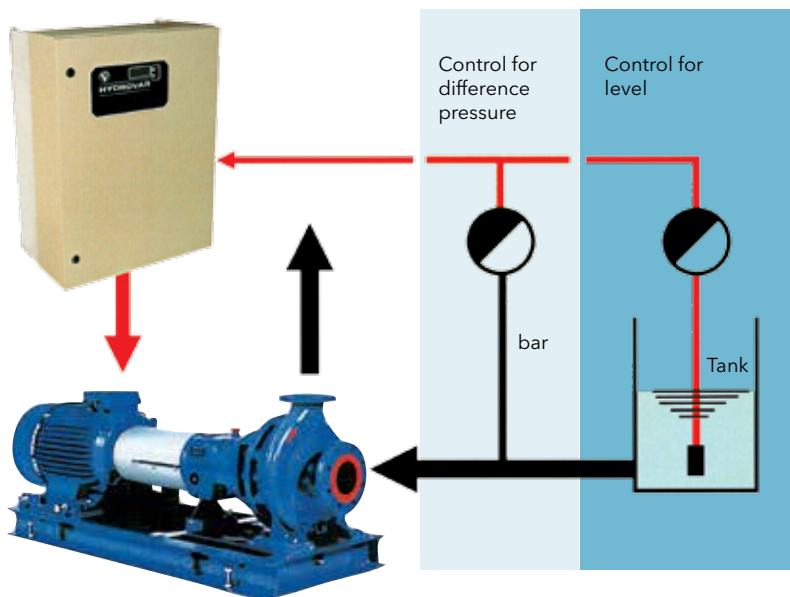 HYDROVAR
Control for
difference
pressure
Control for
level
bar
Tank